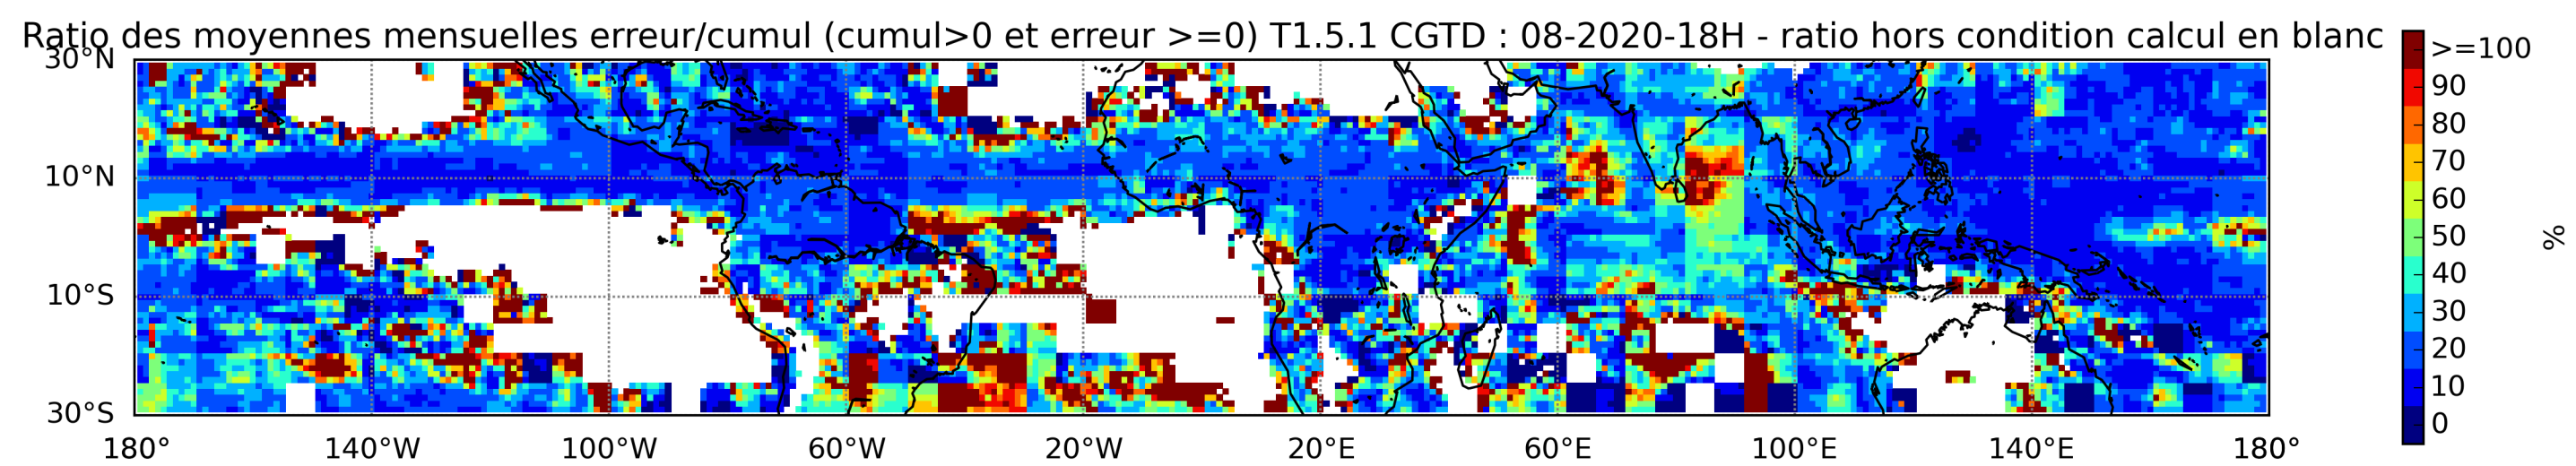 Ratio des moyennes mensuelles erreur/cumul (cumul>0 et erreur >=0) T1.5.1 CGTD : 08-2020-18H - ratio hors condition calcul en blanc
30°N
10°N
10°S
30°S
180° 140°W 100°W 60°W 20°W 20°E 60°E 100°E 140°E 180°
>=100
90
80
70
60
50
40
30
20
10
0
%